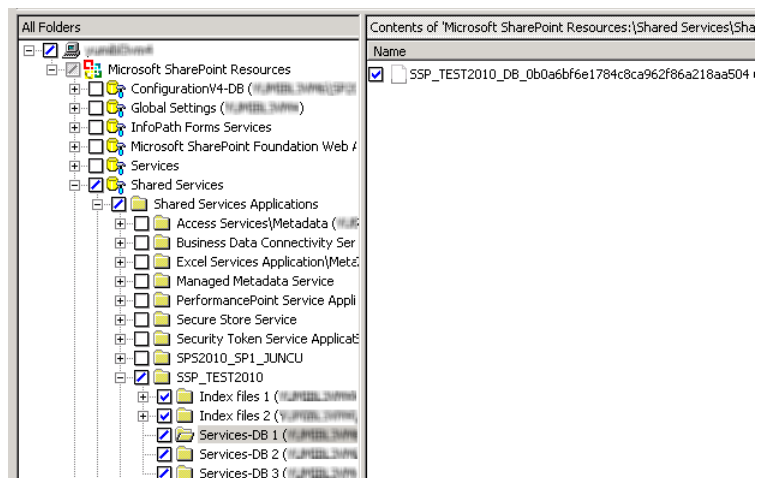 All Folders
Contents of 'Microsoft SharePoint Resources:\Shared Services\Sha
Name
Microsoft SharePoint Resources
SSP_TEST2010_DB_0b0a6bf6e1784c8ca962f86a218aa504
ConfigurationV4-DB (
Global Settings (
InfoPath Forms Services
Microsoft SharePoint Foundation Web
Services
Shared Services
Shared Services Applications
Access Services\Metadata (
Business Data Connectivity Ser
Excel Services Application\Meta
Managed Metadata Service
PerformancePoint Service Appli
Secure Store Service
Security Token Service Applicat
SPS2010_SP1_JUNCU
SSP_TEST2010
Index files 1 (
Index files 2 (
Services-DB 1 (
Services-DB 2 (
Services-DB 3 (